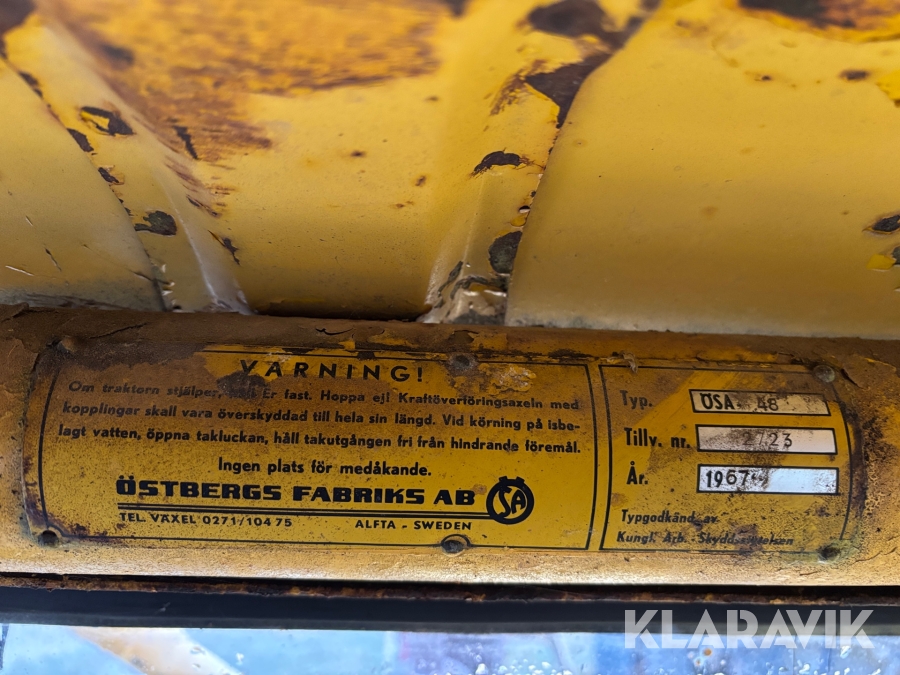 VARNING!
Om traktorn stjälper, håll Er fast. Hoppa ej! Kraftöverföringsaxeln med
kopplingar skall vara överskyddad till hela sin längd. Vid körning på isbe-
lagt vatten, öppna takluckan, håll takutgången fri från hindrande föremål.
Ingen plats för medåkande.
ÖSTBERGS FABRIKS AB
ÖSA
TEL. VÄXEL 0271/104 75 ALFTA - SWEDEN
Typ. ÖSA 48
Tillv. nr. 2723
År. 1967
Typgodkänd av
Kungl. Arb.-Skyddsstyrelsen
KLARAVIK